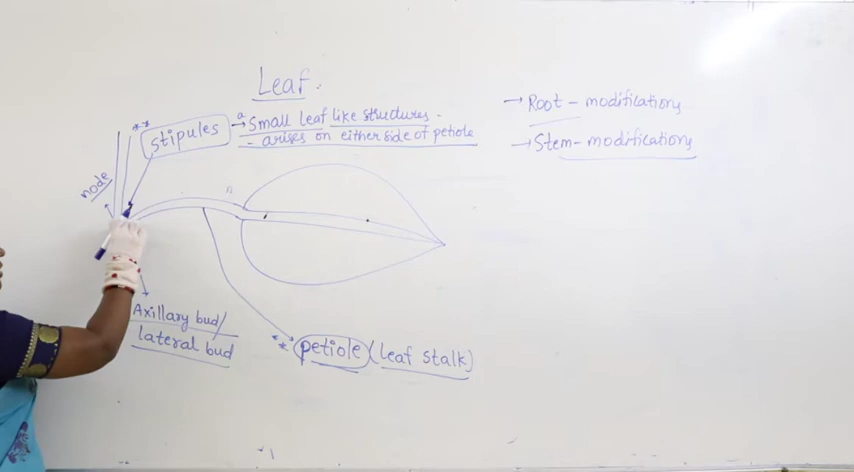 Leaf.
** Stipules → a small leaf like structures -
- arises on either side of petiole
node
Axillary bud/
lateral bud
** petiole (leaf stalk)
→ Root - modifications
→ Stem - modifications